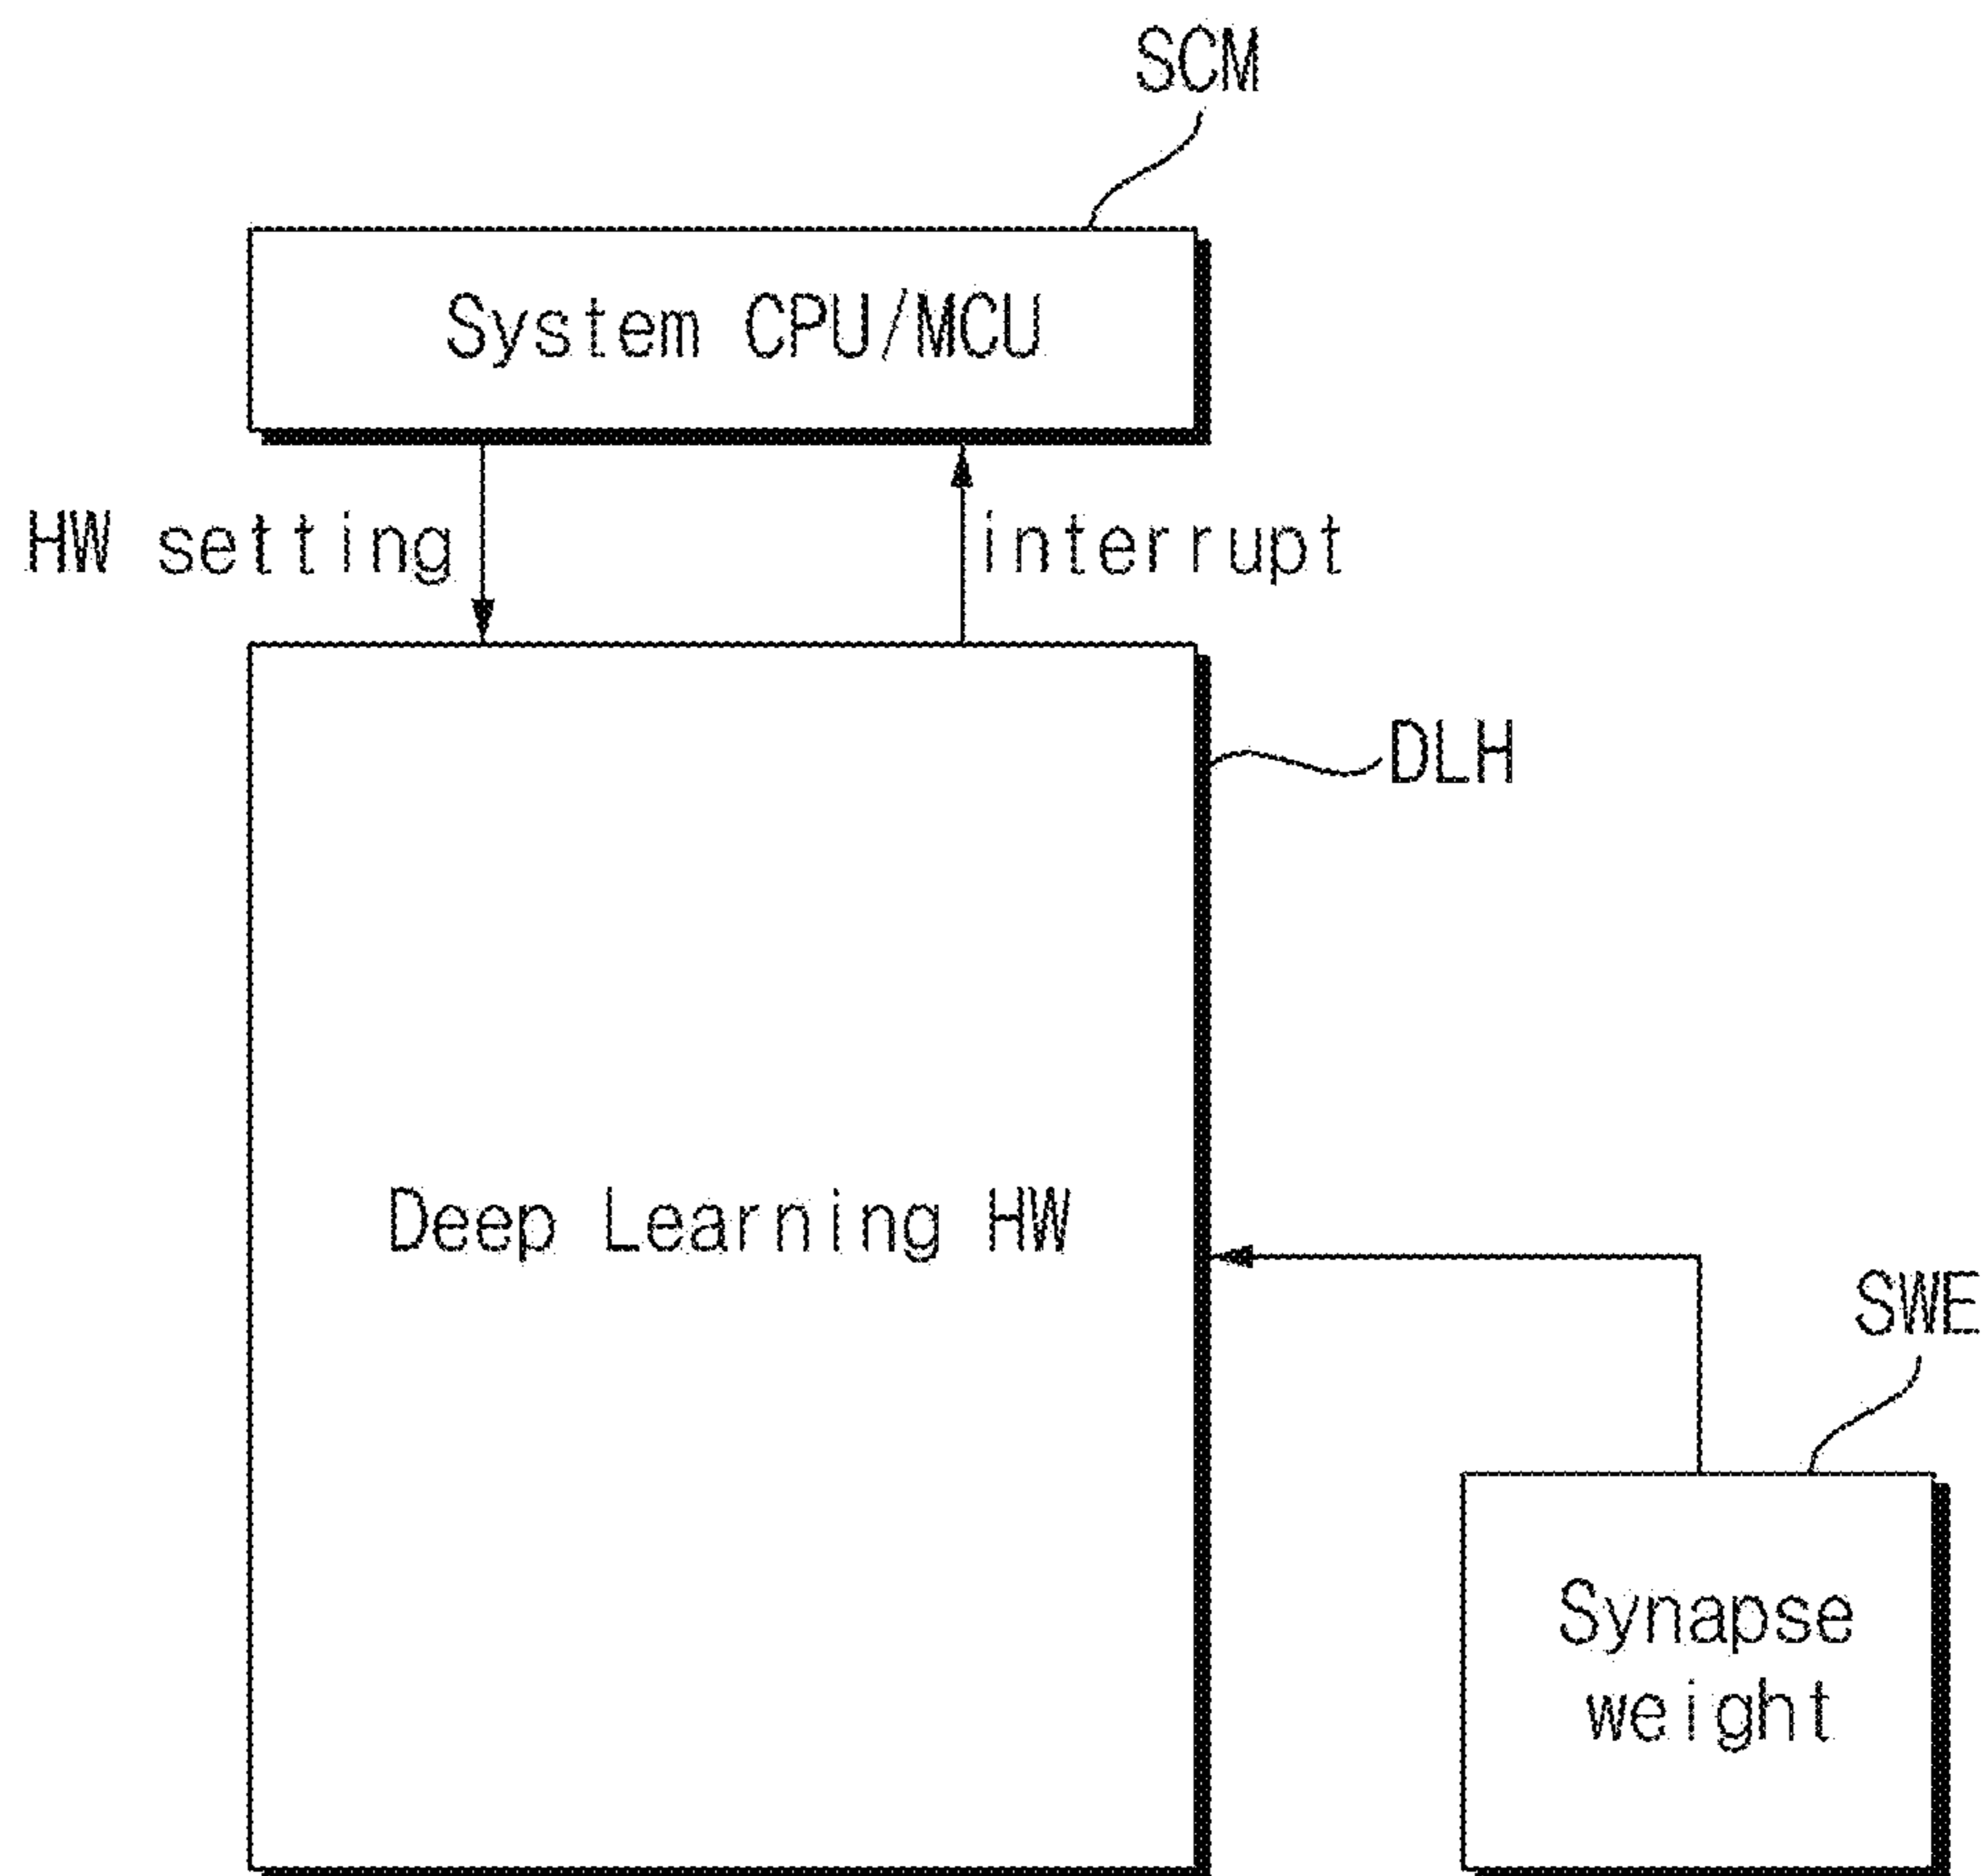 SCM
System CPU/MCU
HW setting
interrupt
DLH
Deep Learning HW
SWE
Synapse
weight